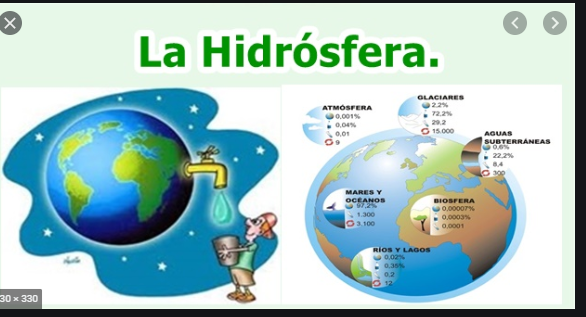 La Hidrósfera.
ATMÓSFERA
0,001%
0,04%
0,01
9
GLACIARES
2,2%
72,2%
29,2
15.000
AGUAS
SUBTERRÁNEAS
0,6%
22,2%
8,4
300
MARES Y
OCÉANOS
97,2%
1.300
3.100
BIOSFERA
0,00007%
0,0003%
0,0001
RÍOS Y LAGOS
0,02%
0,35%
0,2
12
30 × 330